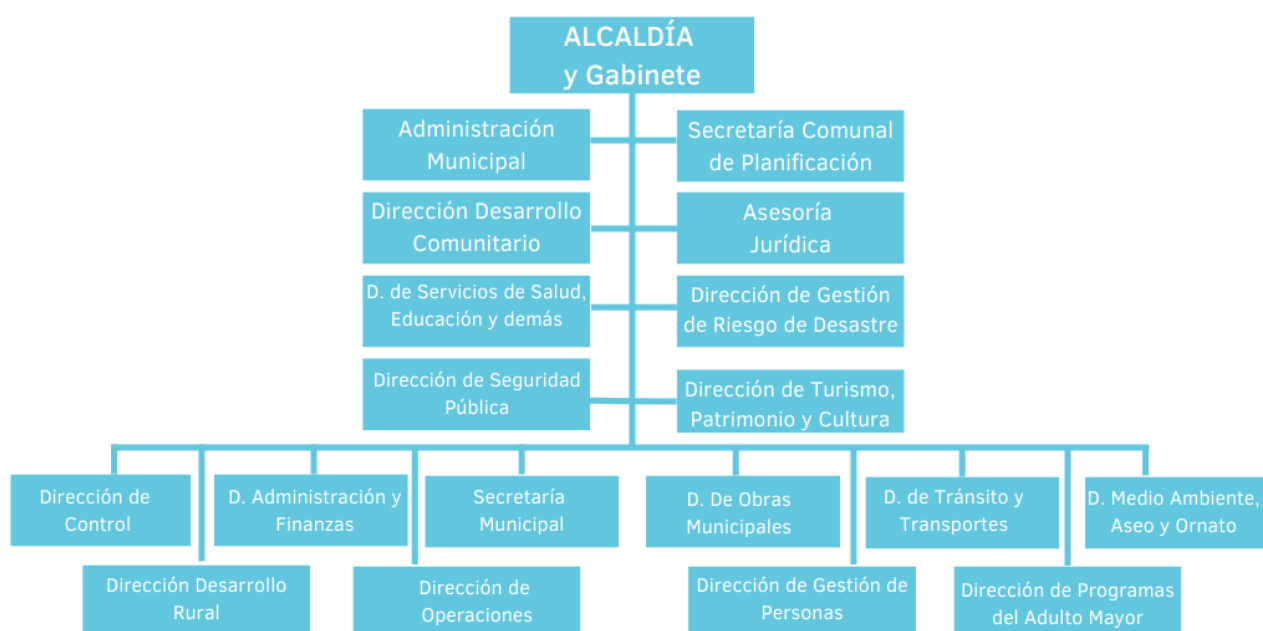 ALCALDÍA
y Gabinete
Administración
Municipal
Secretaría Comunal
de Planificación
Dirección Desarrollo
Comunitario
Asesoría
Jurídica
D. de Servicios de Salud,
Educación y demás
Dirección de Gestión
de Riesgo de Desastre
Dirección de Seguridad
Pública
Dirección de Turismo,
Patrimonio y Cultura
Dirección de
Control
D. Administración y
Finanzas
Secretaría
Municipal
D. De Obras
Municipales
D. de Tránsito y
Transportes
D. Medio Ambiente,
Aseo y Ornato
Dirección Desarrollo
Rural
Dirección de
Operaciones
Dirección de Gestión de
Personas
Dirección de Programas
del Adulto Mayor